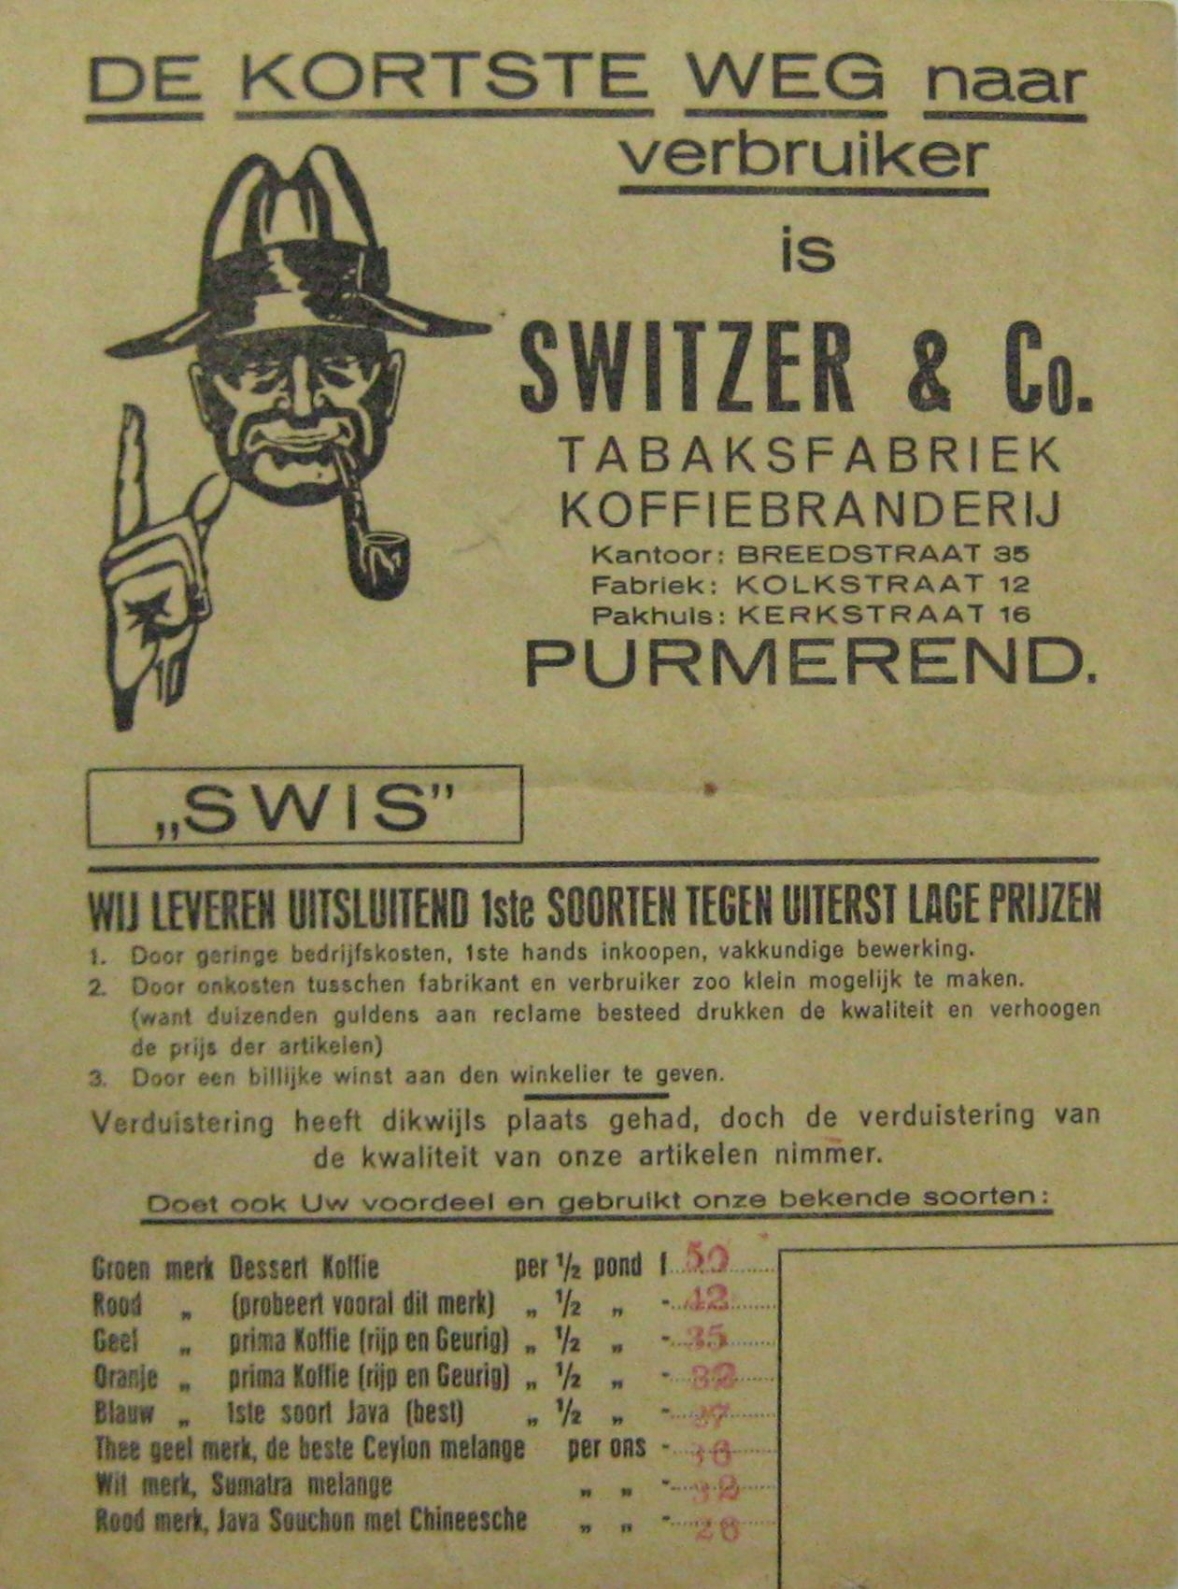 DE KORTSTE WEG naar
verbruiker
is
SWITZER & Co.
TABAKSFABRIEK
KOFFIEBRANDERIJ
Kantoor: BREEDSTRAAT 35
Fabriek: KOLKSTRAAT 12
Pakhuis: KERKSTRAAT 16
PURMEREND.
„SWIS”
WIJ LEVEREN UITSLUITEND 1ste SOORTEN TEGEN UITERST LAGE PRIJZEN
1. Door geringe bedrijfskosten, 1ste hands inkoopen, vakkundige bewerking.
2. Door onkosten tusschen fabrikant en verbruiker zoo klein mogelijk te maken.
(want duizenden guldens aan reclame besteed drukken de kwaliteit en verhoogen
de prijs der artikelen)
3. Door een billijke winst aan den winkelier te geven.
Verduistering heeft dikwijls plaats gehad, doch de verduistering van
de kwaliteit van onze artikelen nimmer.
Doet ook Uw voordeel en gebruikt onze bekende soorten:
Groen merk Dessert Koffie per 1/2 pond f 50
Rood „ (probeert vooral dit merk) „ 1/2 „ - 42
Geel „ prima Koffie (rijp en Geurig) „ 1/2 „ - 35
Oranje „ prima Koffie (rijp en Geurig) „ 1/2 „ - 32
Blauw „ 1ste soort Java (best) „ 1/2 „ -
Thee geel merk, de beste Ceylon melange per ons -
Wit merk, Sumatra melange „ „ -
Rood merk, Java Souchon met Chineesche „ „ - 28